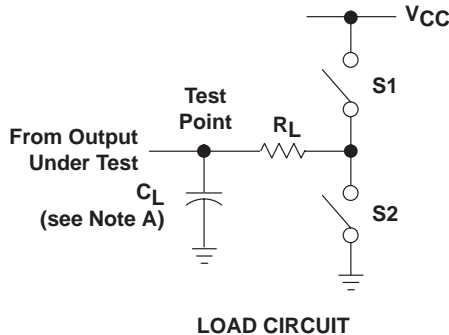 VCC
S1
Test
Point
RL
From Output
Under Test
CL
(see Note A)
S2
LOAD CIRCUIT